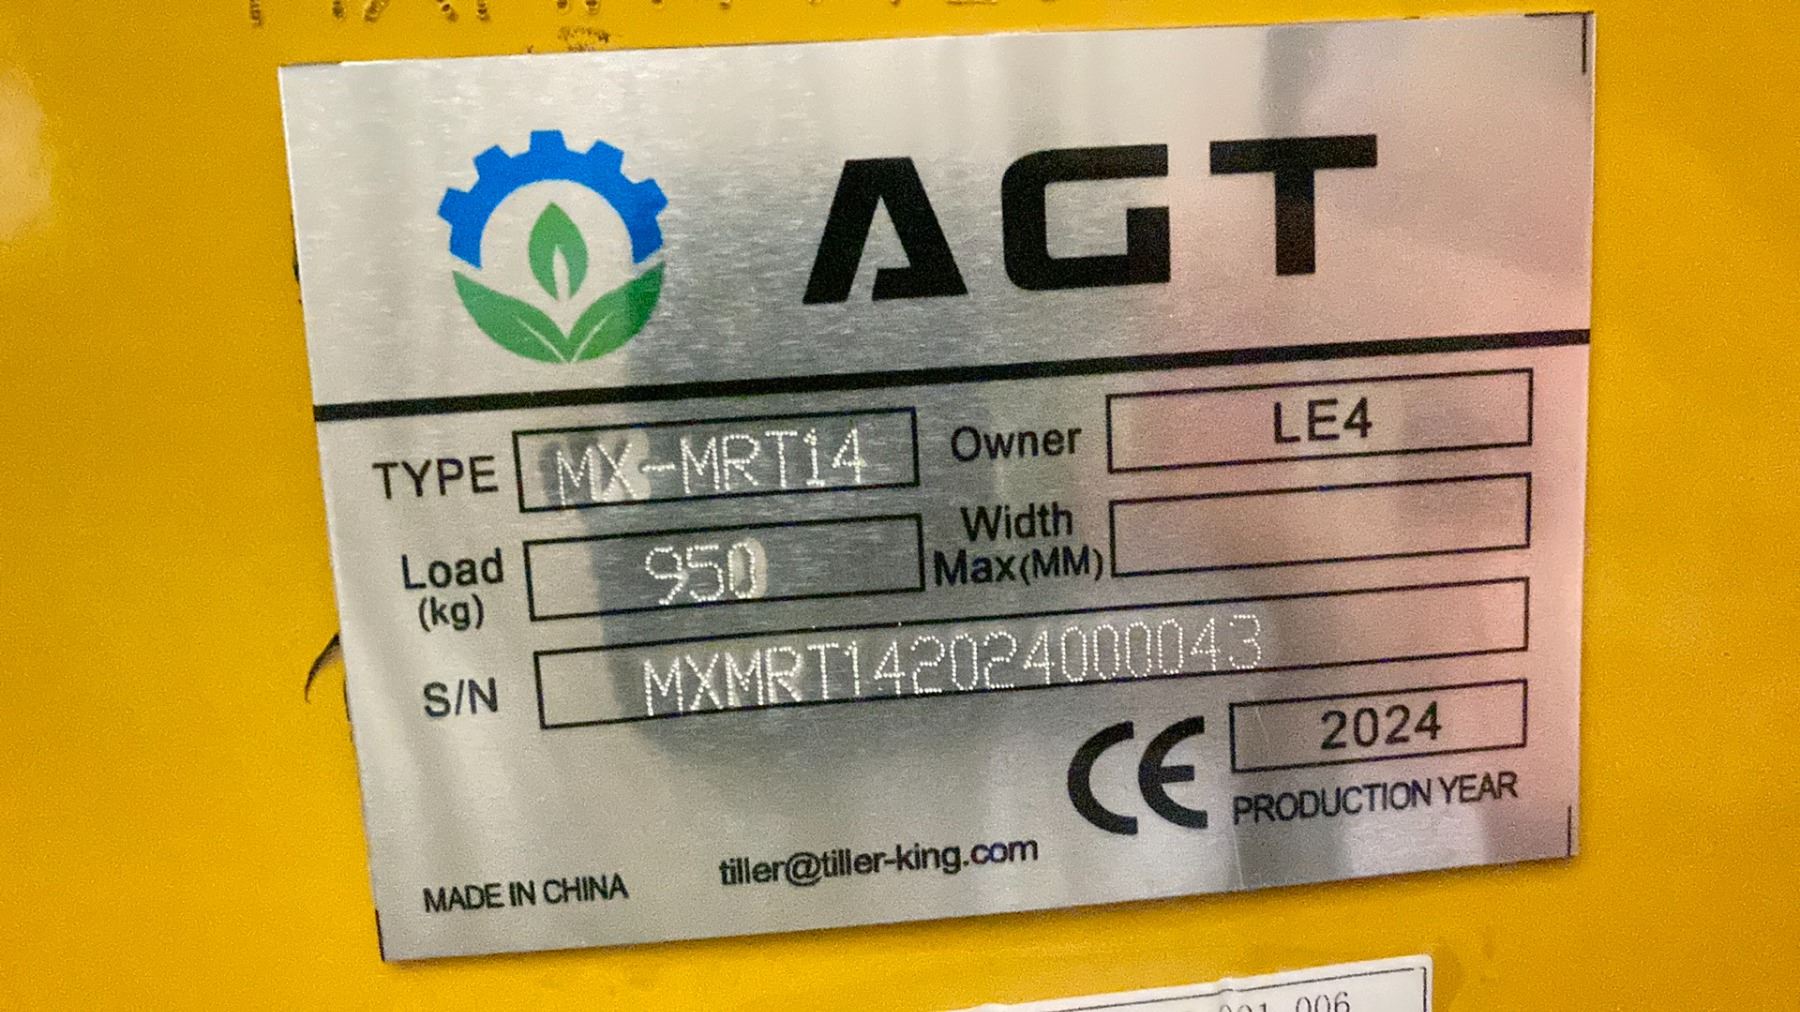 AGT
TYPE MX-MRT14 Owner LE4
Load (kg) 950 Width Max(MM)
S/N MXMRT142024000043
CE 2024
PRODUCTION YEAR
MADE IN CHINA tiller@tiller-king.com
006